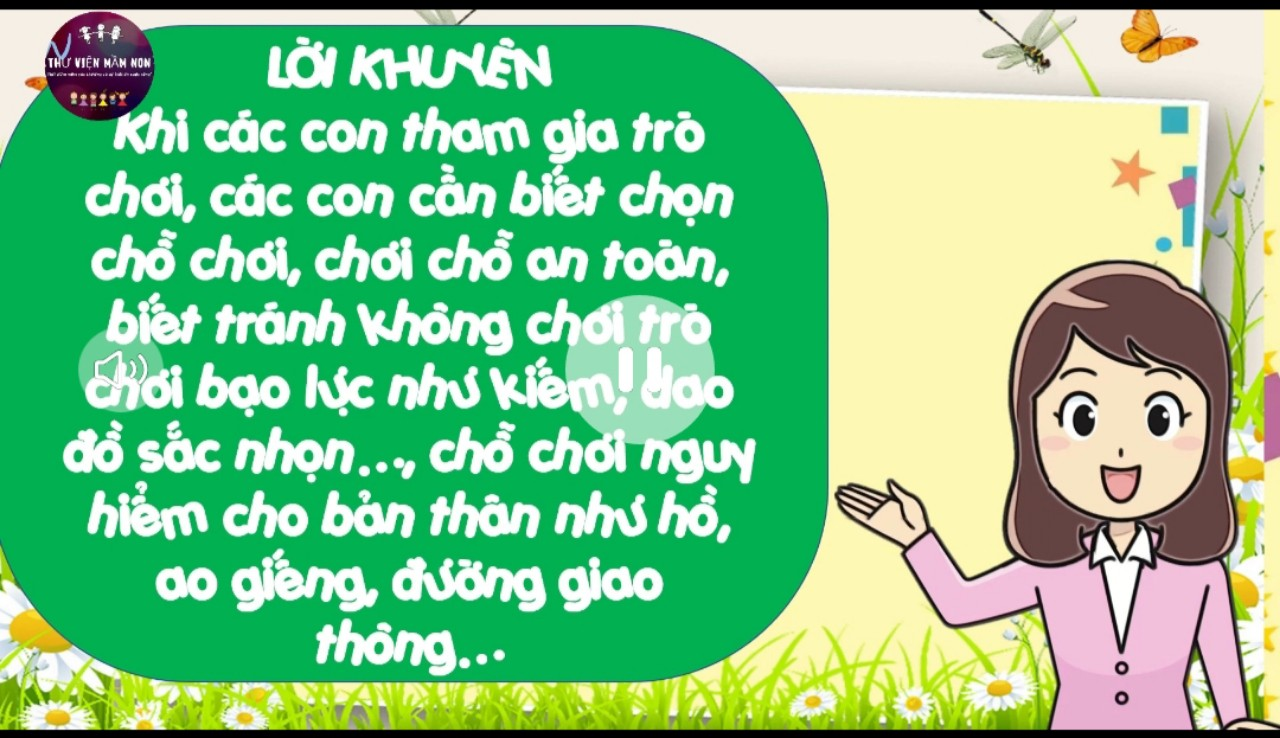 THƯ VIỆN MẦM NON
LỜI KHUYÊN
Khi các con tham gia trò
chơi, các con cần biết chọn
chỗ chơi, chơi chỗ an toàn,
biết tránh không chơi trò
chơi bạo lực như kiếm, dao
đồ sắc nhọn..., chỗ chơi nguy
hiểm cho bản thân như hồ,
ao giếng, đường giao
thông...